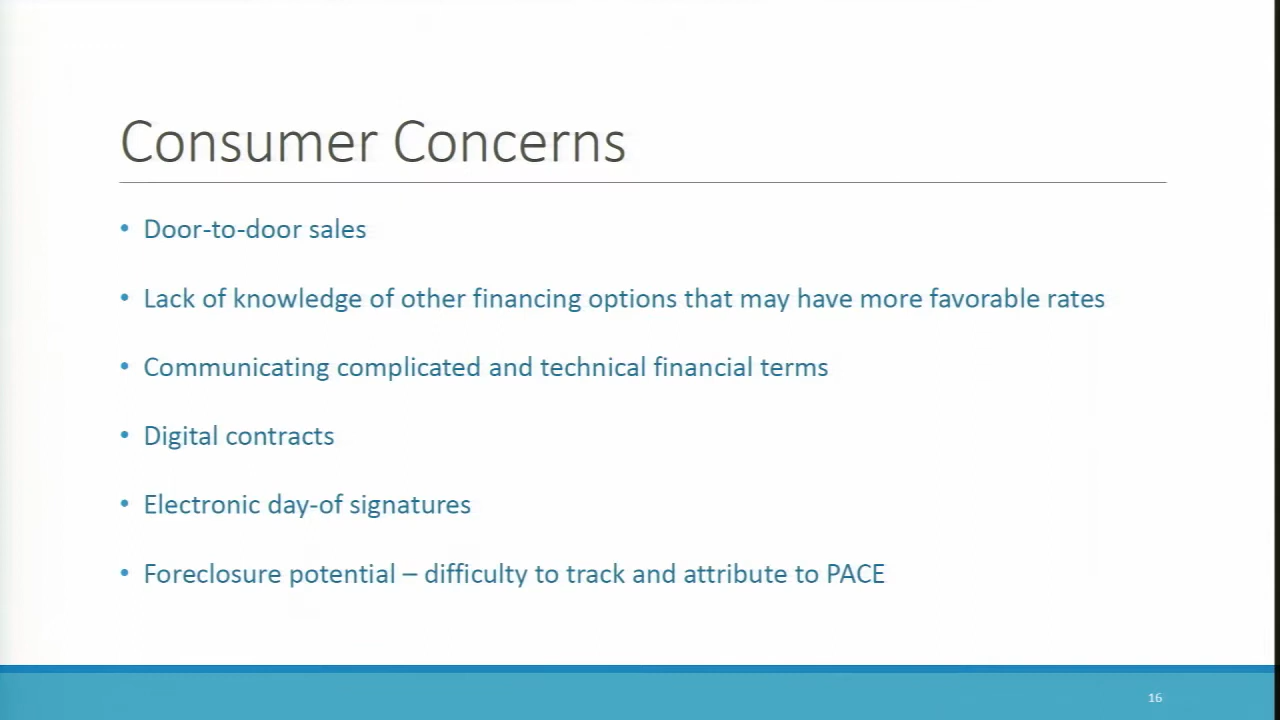 Consumer Concerns
• Door-to-door sales
• Lack of knowledge of other financing options that may have more favorable rates
• Communicating complicated and technical financial terms
• Digital contracts
• Electronic day-of signatures
• Foreclosure potential – difficulty to track and attribute to PACE
16